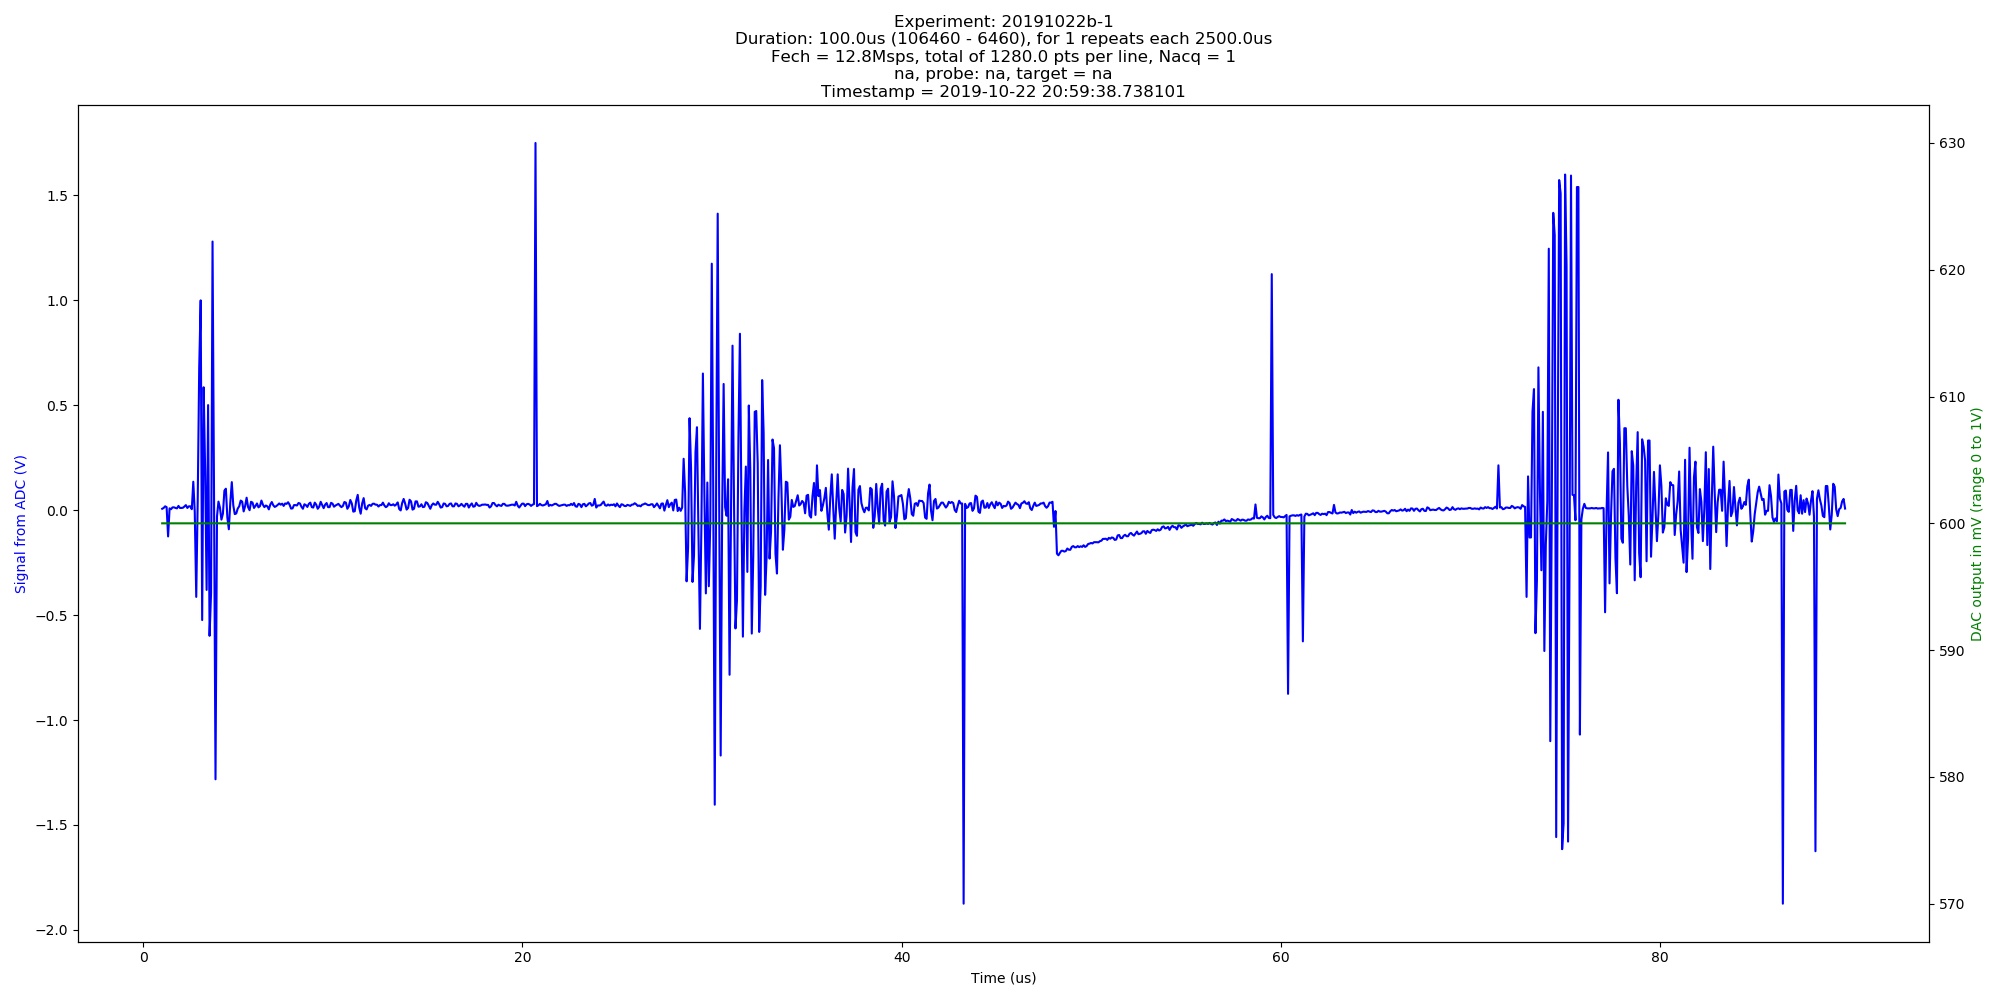 Experiment: 20191022b-1
Duration: 100.0us (106460 - 6460), for 1 repeats each 2500.0us
Fech = 12.8Msps, total of 1280.0 pts per line, Nacq = 1
na, probe: na, target = na
Timestamp = 2019-10-22 20:59:38.738101
Signal from ADC (V)
1.5
1.0
0.5
0.0
−0.5
−1.0
−1.5
−2.0
0
20
40
60
80
Time (us)
630
620
610
600
590
580
570
DAC output in mV (range 0 to 1V)